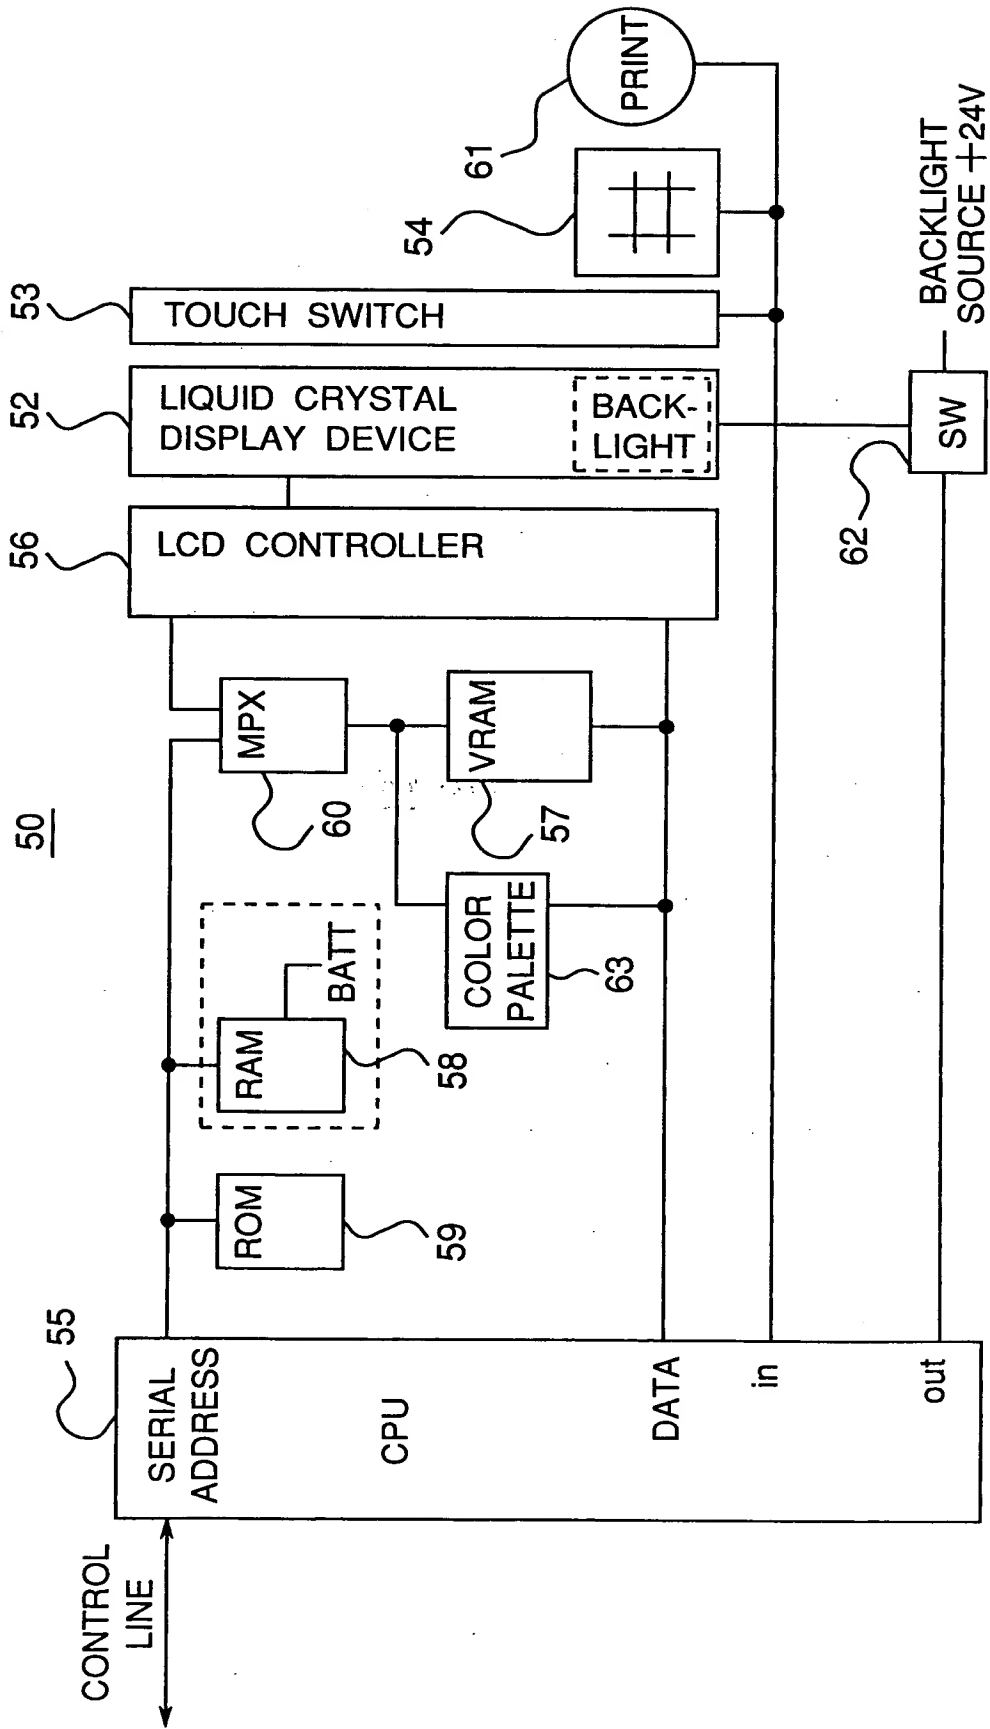 50
CONTROL
LINE
55
SERIAL
ADDRESS
CPU
DATA
in
out
ROM
59
RAM
BATT
58
MPX
60
COLOR
PALETTE
63
VRAM
57
56
LCD CONTROLLER
52
LIQUID CRYSTAL
DISPLAY DEVICE
BACK-
LIGHT
53
TOUCH SWITCH
54
61
PRINT
62
SW
BACKLIGHT
SOURCE +24V